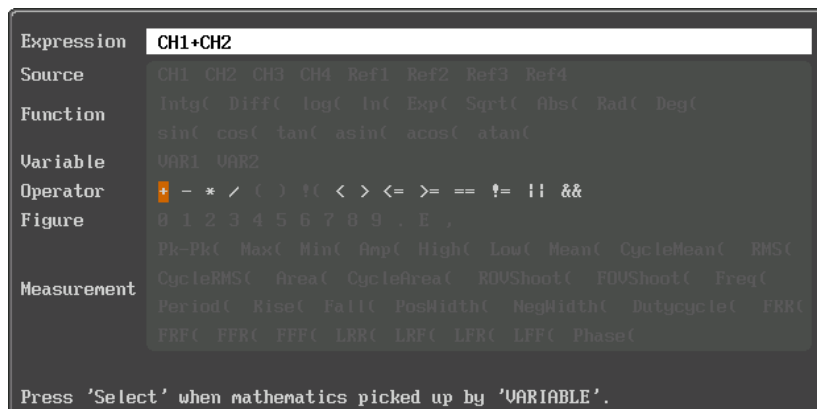 Expression CH1+CH2
Source CH1 CH2 CH3 CH4 Ref1 Ref2 Ref3 Ref4
Function Intg( Diff( log( ln( Exp( Sqrt( Abs( Rad( Deg(
sin( cos( tan( asin( acos( atan(
Variable VAR1 VAR2
Operator + - * / ( ) !( < > <= >= == != || &&
Figure 0 1 2 3 4 5 6 7 8 9 . E ,
Pk-Pk( Max( Min( Amp( High( Low( Mean( CycleMean( RMS(
Measurement CycleRMS( Area( CycleArea( ROVShoot( FOVShoot( Freq(
Period( Rise( Fall( PosWidth( NegWidth( Dutycycle( FRR(
FRF( FFR( FFF( LRR( LRF( LFR( LFF( Phase(
Press 'Select' when mathematics picked up by 'VARIABLE'.